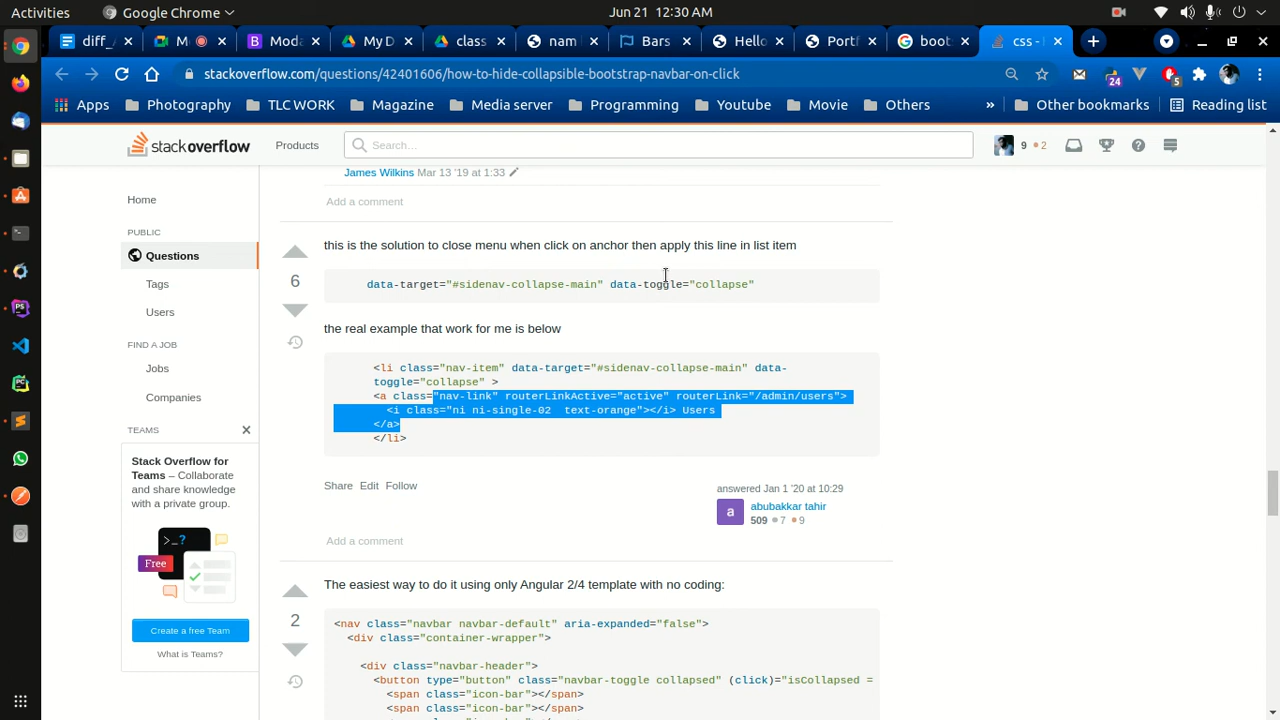 Activities
Google Chrome
Jun 21 12:30 AM
diff_
M
Moda
My D
class
nam
Bars
Hello
Portf
boots
css -
stackoverflow.com/questions/42401606/how-to-hide-collapsible-bootstrap-navbar-on-click
24
5
Apps
Photography
TLC WORK
Magazine
Media server
Programming
Youtube
Movie
Others
»
Other bookmarks
Reading list
stackoverflow
Products
Search…
9
2
James Wilkins Mar 13 '19 at 1:33
Home
Add a comment
PUBLIC
Questions
Tags
Users
FIND A JOB
Jobs
Companies
TEAMS
Stack Overflow for
Teams – Collaborate
and share knowledge
with a private group.
>_?
Free
Create a free Team
What is Teams?
this is the solution to close menu when click on anchor then apply this line in list item
6
data-target="#sidenav-collapse-main" data-toggle="collapse"
the real example that work for me is below
<li class="nav-item" data-target="#sidenav-collapse-main" data-
toggle="collapse" >
<a class="nav-link" routerLinkActive="active" routerLink="/admin/users">
<i class="ni ni-single-02  text-orange"></i> Users
</a>
</li>
Share Edit Follow
answered Jan 1 '20 at 10:29
a
abubakkar tahir
509 7 9
Add a comment
The easiest way to do it using only Angular 2/4 template with no coding:
2
<nav class="navbar navbar-default" aria-expanded="false">
<div class="container-wrapper">
<div class="navbar-header">
<button type="button" class="navbar-toggle collapsed" (click)="isCollapsed =
<span class="icon-bar"></span>
<span class="icon-bar"></span>